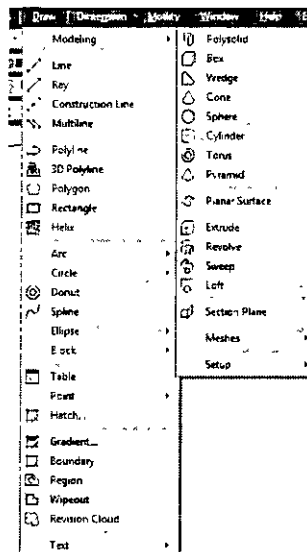 Draw Dimension Modify Window Help
Modeling
Line
Ray
Construction Line
Multiline
Polyline
3D Polyline
Polygon
Rectangle
Helix
Arc
Circle
Donut
Spline
Ellipse
Block
Table
Point
Hatch...
Gradient...
Boundary
Region
Wipeout
Revision Cloud
Text
Polysolid
Box
Wedge
Cone
Sphere
Cylinder
Torus
Pyramid
Planar Surface
Extrude
Revolve
Sweep
Loft
Section Plane
Meshes
Setup